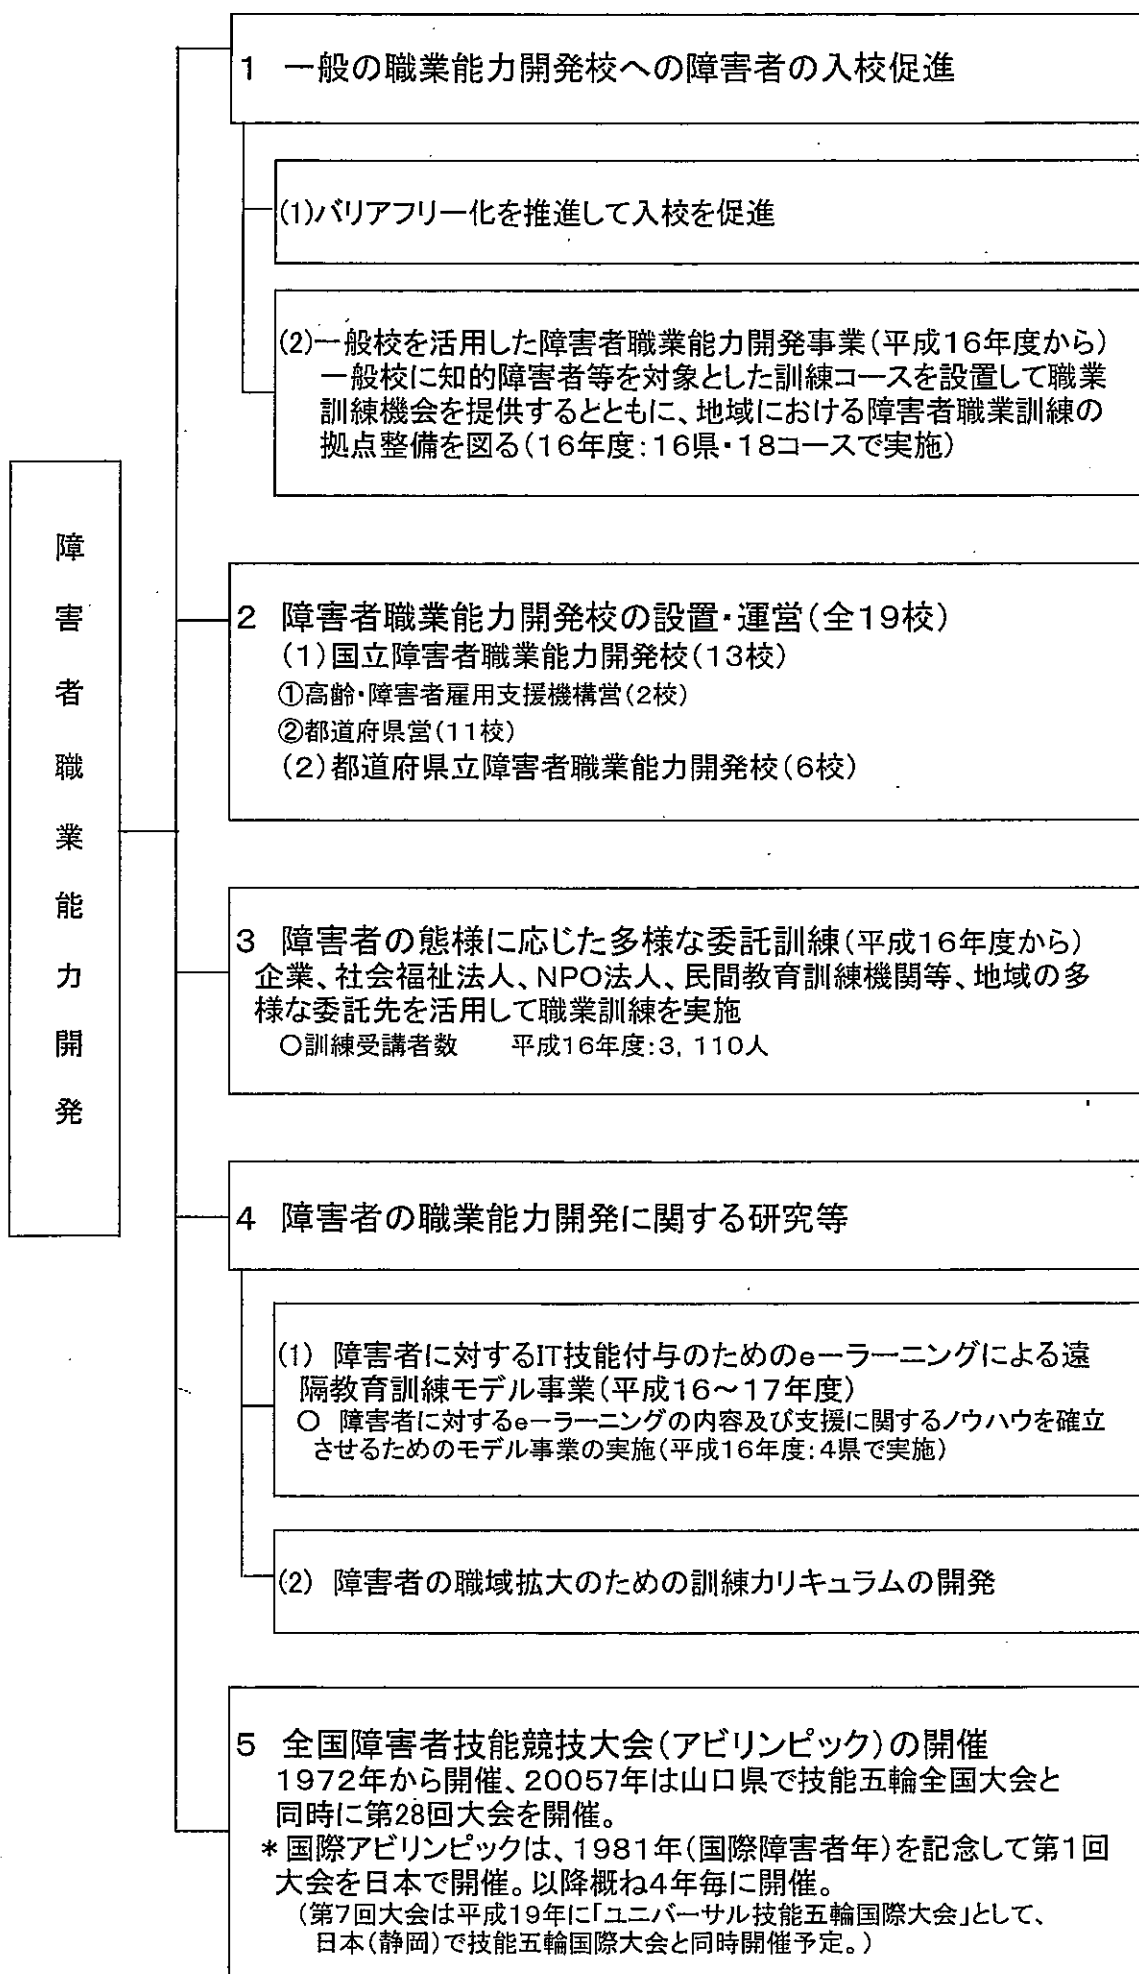 障害者職業能力開発
1 一般の職業能力開発校への障害者の入校促進
(1)バリアフリー化を推進して入校を促進
(2)一般校を活用した障害者職業能力開発事業(平成16年度から)
一般校に知的障害者等を対象とした訓練コースを設置して職業
訓練機会を提供するとともに、地域における障害者職業訓練の
拠点整備を図る(16年度:16県・18コースで実施)
2 障害者職業能力開発校の設置・運営(全19校)
(1)国立障害者職業能力開発校(13校)
①高齢・障害者雇用支援機構営(2校)
②都道府県営(11校)
(2)都道府県立障害者職業能力開発校(6校)
3 障害者の態様に応じた多様な委託訓練(平成16年度から)
企業、社会福祉法人、NPO法人、民間教育訓練機関等、地域の多
様な委託先を活用して職業訓練を実施
○訓練受講者数 平成16年度:3,110人
4 障害者の職業能力開発に関する研究等
(1) 障害者に対するIT技能付与のためのeーラーニングによる遠
隔教育訓練モデル事業(平成16~17年度)
○ 障害者に対するeーラーニングの内容及び支援に関するノウハウを確立
させるためのモデル事業の実施(平成16年度:4県で実施)
(2) 障害者の職域拡大のための訓練カリキュラムの開発
5 全国障害者技能競技大会(アビリンピック)の開催
1972年から開催、20057年は山口県で技能五輪全国大会と
同時に第28回大会を開催。
*国際アビリンピックは、1981年(国際障害者年)を記念して第1回
大会を日本で開催。以降概ね4年毎に開催。
(第7回大会は平成19年に「ユニバーサル技能五輪国際大会」として、
日本(静岡)で技能五輪国際大会と同時開催予定。)